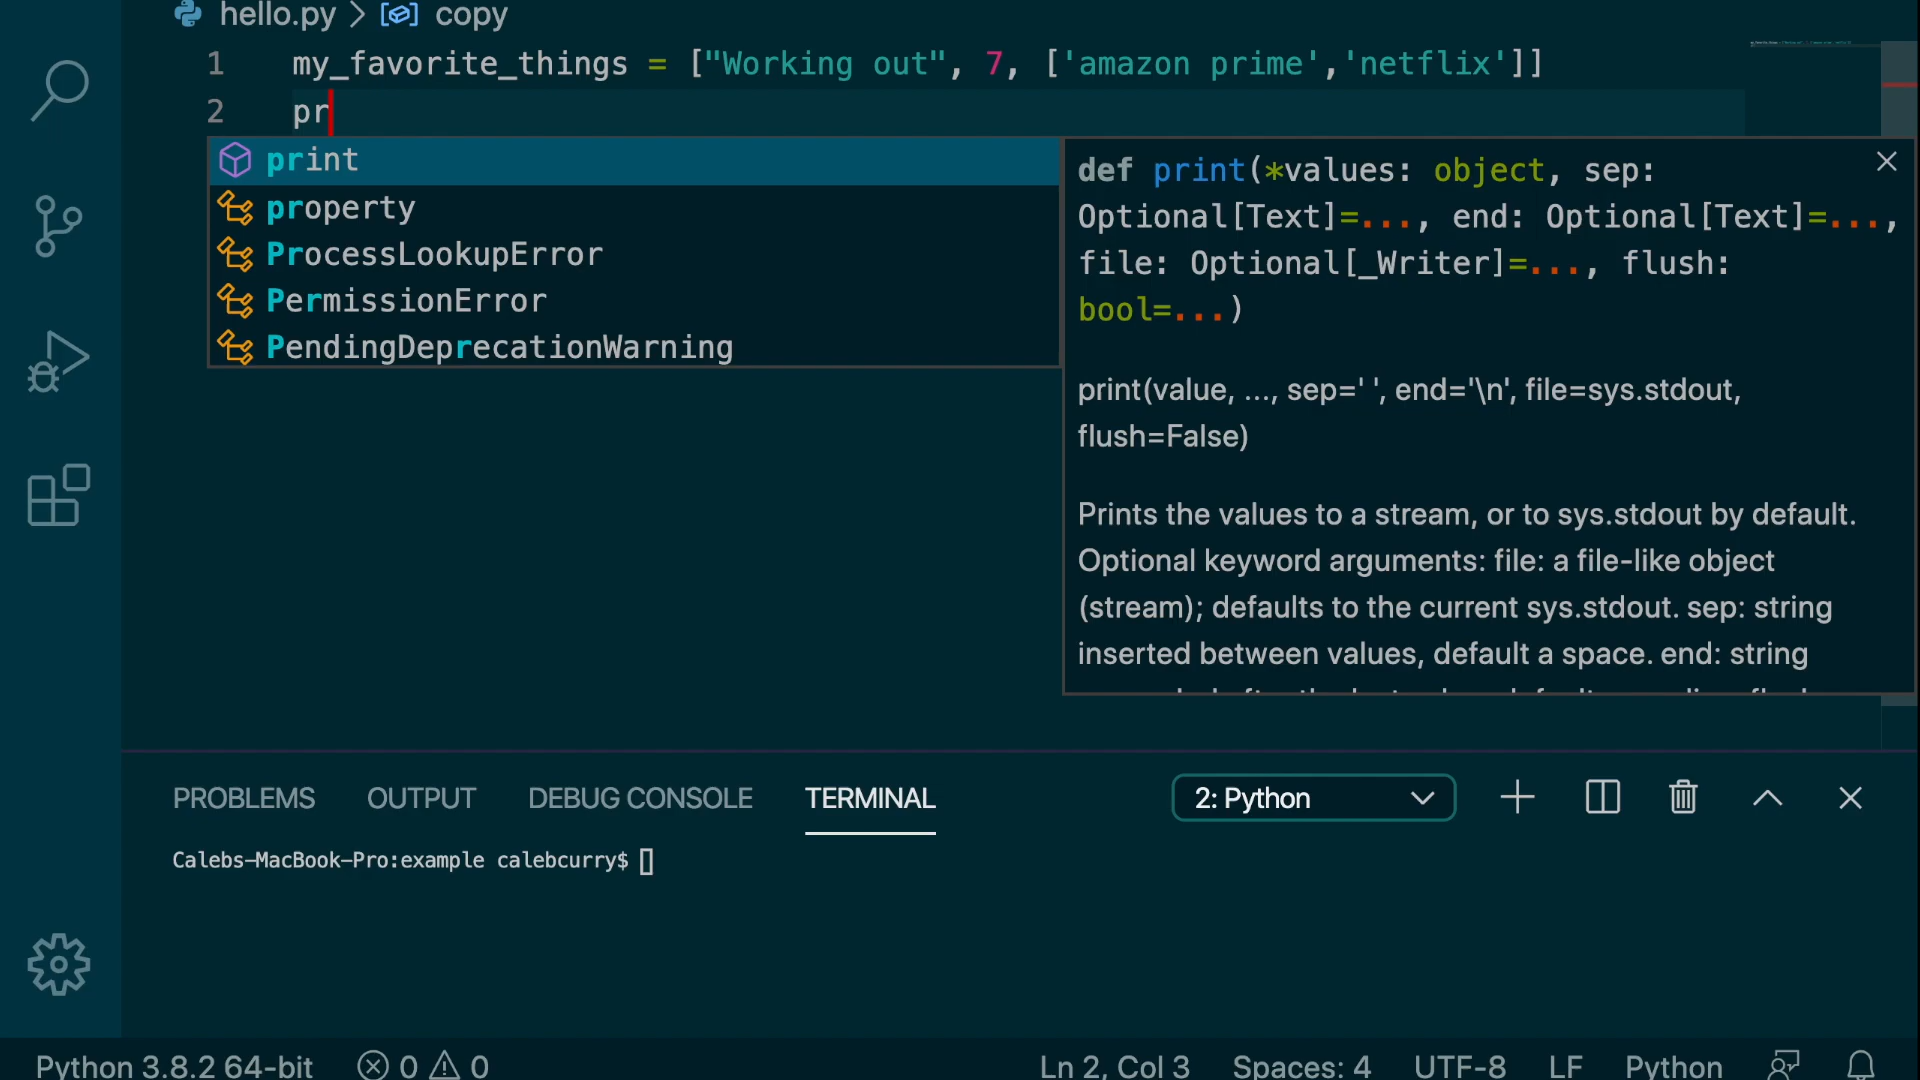 hello.py > copy
1 my_favorite_things = ["Working out", 7, ['amazon prime','netflix']]
2 pr
print
property
ProcessLookupError
PermissionError
PendingDeprecationWarning
def print(*values: object, sep:
Optional[Text]=..., end: Optional[Text]=...,
file: Optional[_Writer]=..., flush:
bool=...)
print(value, ..., sep=' ', end='\n', file=sys.stdout,
flush=False)
Prints the values to a stream, or to sys.stdout by default.
Optional keyword arguments: file: a file-like object
(stream); defaults to the current sys.stdout. sep: string
inserted between values, default a space. end: string
PROBLEMS OUTPUT DEBUG CONSOLE TERMINAL 2: Python
Calebs-MacBook-Pro:example calebcurry$
Python 3.8.2 64-bit 0 0 Ln 2, Col 3 Spaces: 4 UTF-8 LF Python